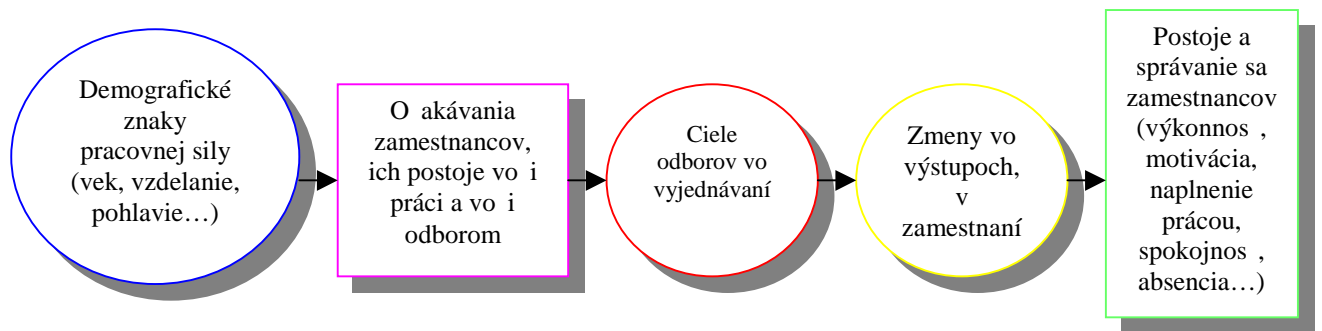 Demografické
znaky
pracovnej sily
(vek, vzdelanie,
pohlavie…)
O akávania
zamestnancov,
ich postoje vo i
práci a vo i
odborom
Ciele
odborov vo
vyjednávaní
Zmeny vo
výstupoch,
v
zamestnaní
Postoje a
správanie sa
zamestnancov
(výkonnos ,
motivácia,
naplnenie
prácou,
spokojnos ,
absencia…)